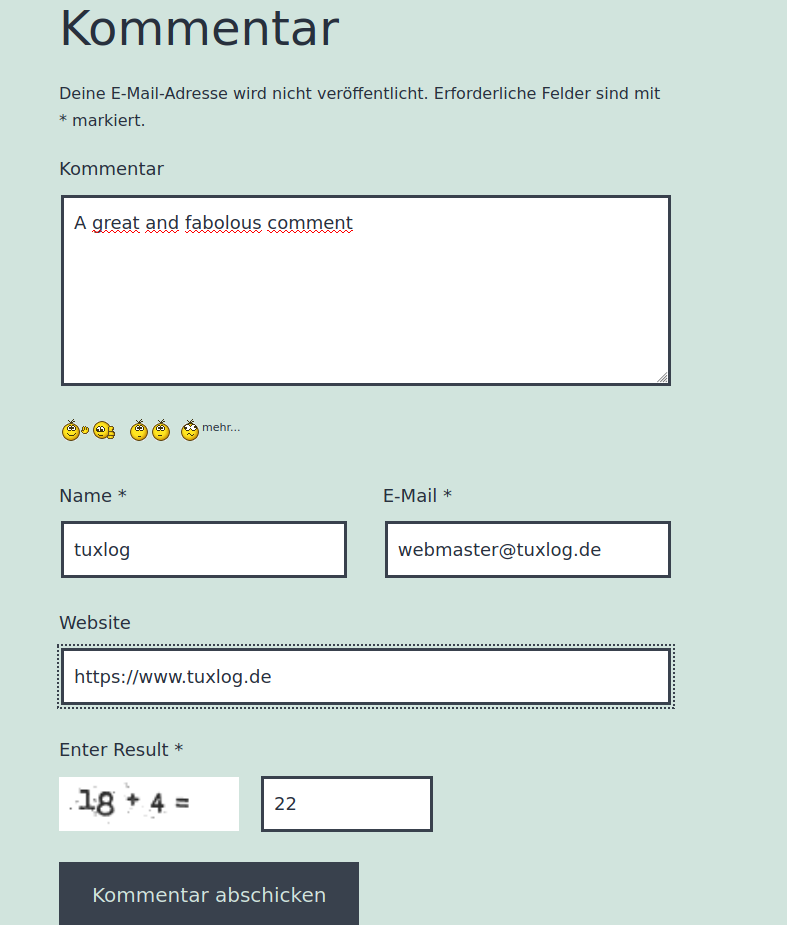 Kommentar
Deine E-Mail-Adresse wird nicht veröffentlicht. Erforderliche Felder sind mit
* markiert.
Kommentar
A great and fabolous comment
mehr...
Name * E-Mail *
tuxlog webmaster@tuxlog.de
Website
https://www.tuxlog.de
Enter Result *
18 + 4 = 22
Kommentar abschicken